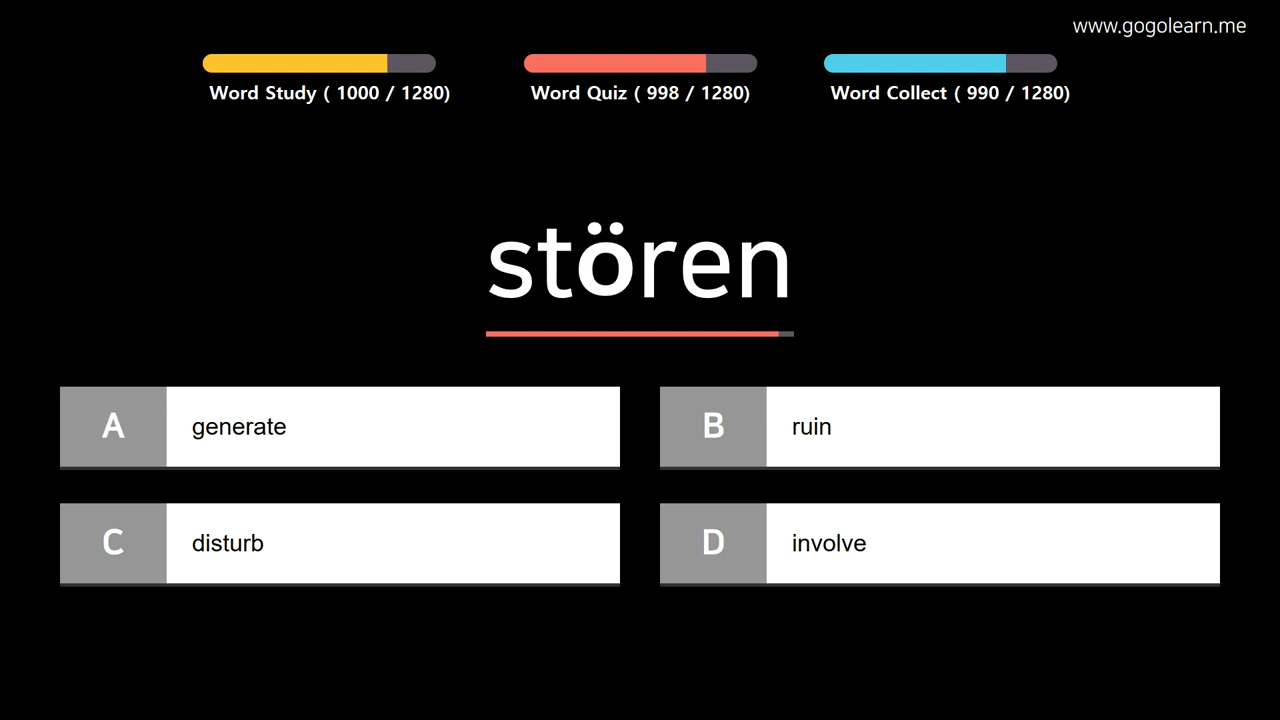 www.gogolearn.me
Word Study ( 1000 / 1280)
Word Quiz ( 998 / 1280)
Word Collect ( 990 / 1280)
stören
A generate
B ruin
C disturb
D involve